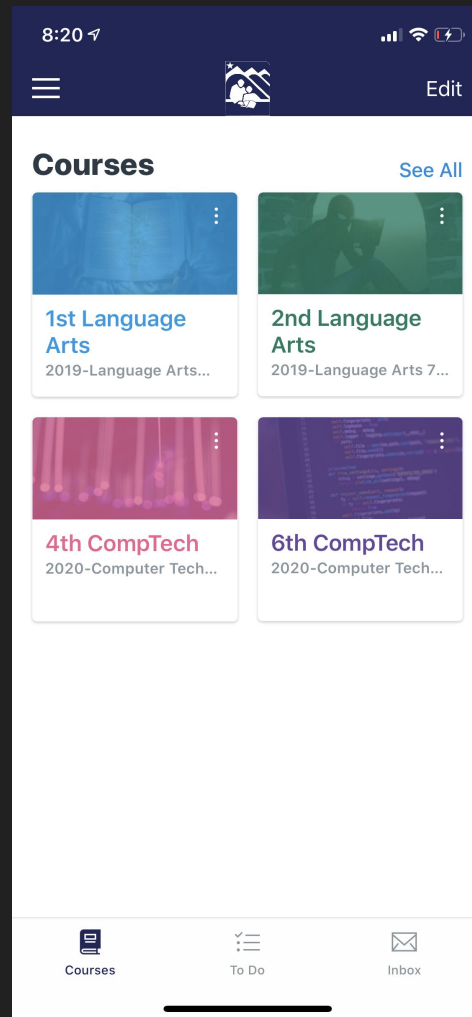 8:20
Edit
Courses
See All
1st Language
Arts
2019-Language Arts...
2nd Language
Arts
2019-Language Arts 7...
4th CompTech
2020-Computer Tech...
6th CompTech
2020-Computer Tech...
Courses
To Do
Inbox